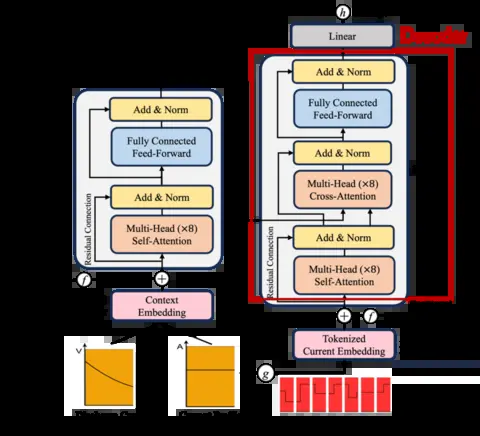 h
Linear
Decoder
Add & Norm
Fully Connected
Feed-Forward
Add & Norm
Multi-Head (×8)
Cross-Attention
Add & Norm
Multi-Head (×8)
Self-Attention
Residual Connection
+
f
Tokenized
Current Embedding
g
Add & Norm
Fully Connected
Feed-Forward
Add & Norm
Multi-Head (×8)
Self-Attention
Residual Connection
f
+
Context
Embedding
V
A